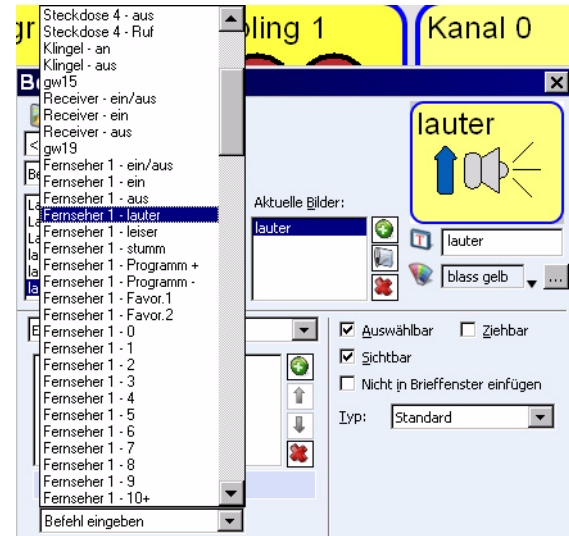 Steckdose 4 - aus
Steckdose 4 - Ruf
Klingel - an
Klingel - aus
gw15
Receiver - ein/aus
Receiver - ein
Receiver - aus
gw19
Fernseher 1 - ein/aus
Fernseher 1 - ein
Fernseher 1 - aus
Fernseher 1 - lauter
Fernseher 1 - leiser
Fernseher 1 - stumm
Fernseher 1 - Programm +
Fernseher 1 - Programm -
Fernseher 1 - Favor.1
Fernseher 1 - Favor.2
Fernseher 1 - 0
Fernseher 1 - 1
Fernseher 1 - 2
Fernseher 1 - 3
Fernseher 1 - 4
Fernseher 1 - 5
Fernseher 1 - 6
Fernseher 1 - 7
Fernseher 1 - 8
Fernseher 1 - 9
Fernseher 1 - 10+
Befehl eingeben
1
Kanal 0
lauter
Aktuelle Bilder:
lauter
lauter
blass gelb
...
Auswählbar
Ziehbar
Sichtbar
Nicht in Brieffenster einfügen
Typ:
Standard